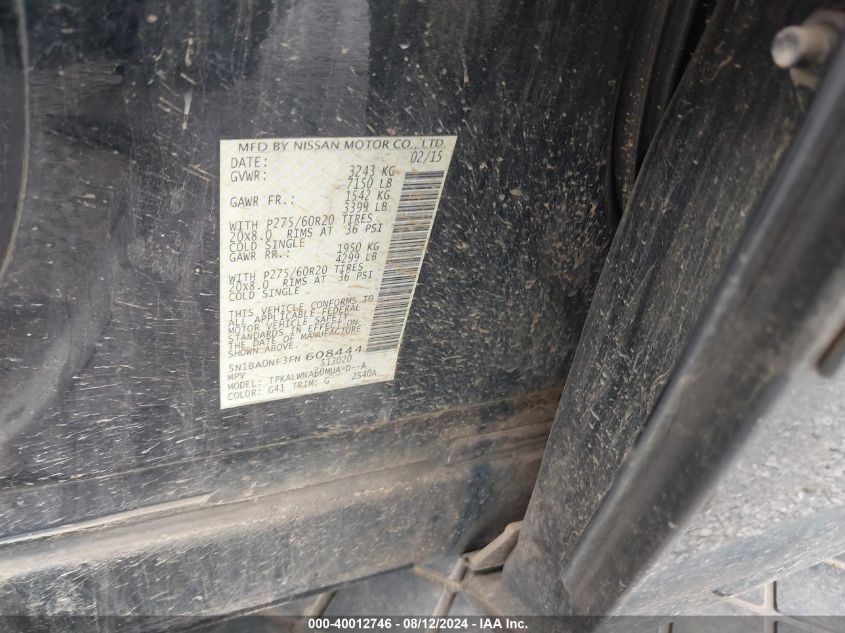 MFD BY NISSAN MOTOR CO., LTD
DATE: 02/15
GVWR: 3243 KG
7150 LB
GAWR FR.: 1542 KG
3399 LB
WITH P275/60R20 TIRES
20X8.0 RIMS AT 36 PSI
COLD SINGLE
GAWR RR.: 1950 KG
4299 LB
WITH P275/60R20 TIRES
20X8.0 RIMS AT 36 PSI
COLD SINGLE
THIS VEHICLE CONFORMS TO
ALL APPLICABLE FEDERAL
MOTOR VEHICLE SAFETY
STANDARDS IN EFFECT ON
THE DATE OF MANUFACTURE
SHOWN ABOVE.
5N1BA0NF3FN 608444
MPV 513020
MODEL: TPKALWNA60MUA-D--A
COLOR: G41 TRIM: G 2S40A
000-40012746 - 08/12/2024 - IAA Inc.